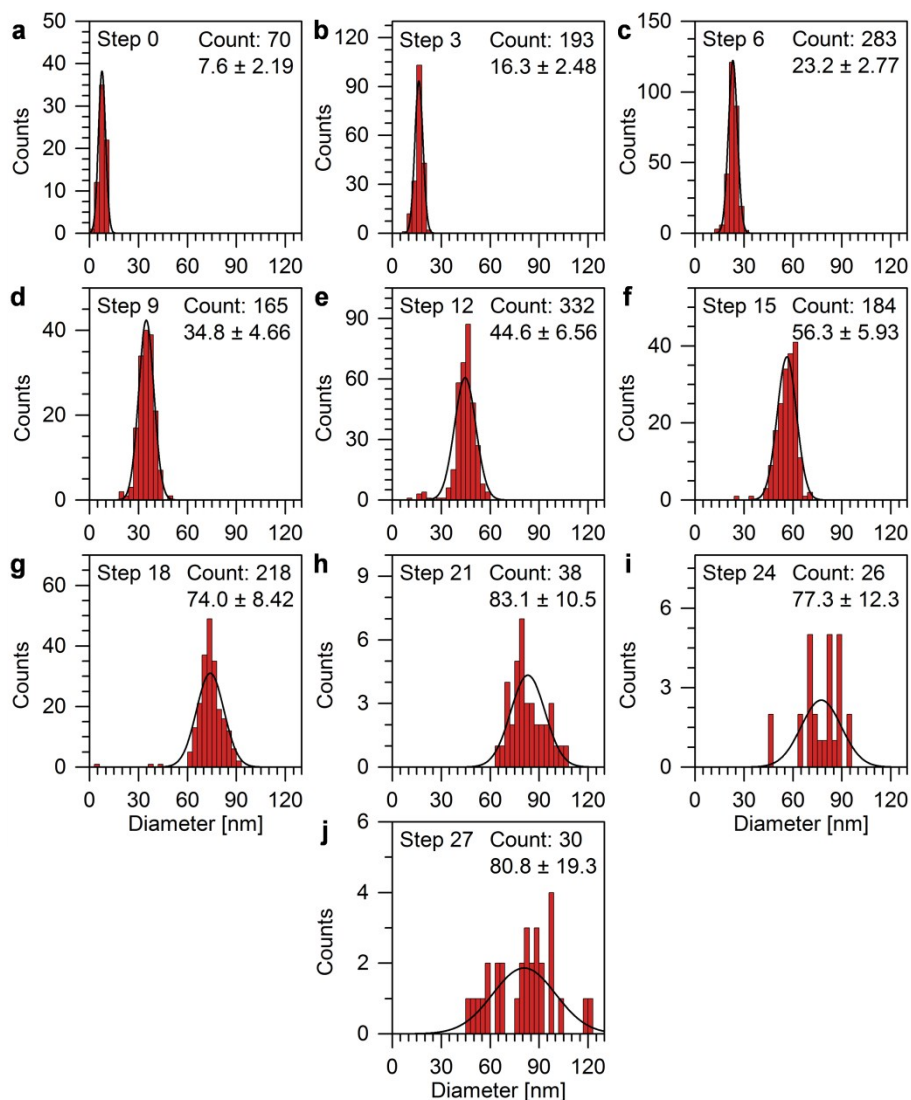 a
Step 0 Count: 70
7.6 ± 2.19
50
40
30
20
10
0
Counts
0 30 60 90 120
b
Step 3 Count: 193
16.3 ± 2.48
120
90
60
30
0
Counts
0 30 60 90 120
c
Step 6 Count: 283
23.2 ± 2.77
150
100
50
0
Counts
0 30 60 90 120
d
Step 9 Count: 165
34.8 ± 4.66
40
20
0
Counts
0 30 60 90 120
e
Step 12 Count: 332
44.6 ± 6.56
90
60
30
0
Counts
0 30 60 90 120
f
Step 15 Count: 184
56.3 ± 5.93
40
20
0
Counts
0 30 60 90 120
g
Step 18 Count: 218
74.0 ± 8.42
60
40
20
0
Counts
0 30 60 90 120
Diameter [nm]
h
Step 21 Count: 38
83.1 ± 10.5
9
6
3
0
Counts
0 30 60 90 120
Diameter [nm]
i
Step 24 Count: 26
77.3 ± 12.3
6
3
0
Counts
0 30 60 90 120
Diameter [nm]
j
Step 27 Count: 30
80.8 ± 19.3
6
4
2
0
Counts
0 30 60 90 120
Diameter [nm]